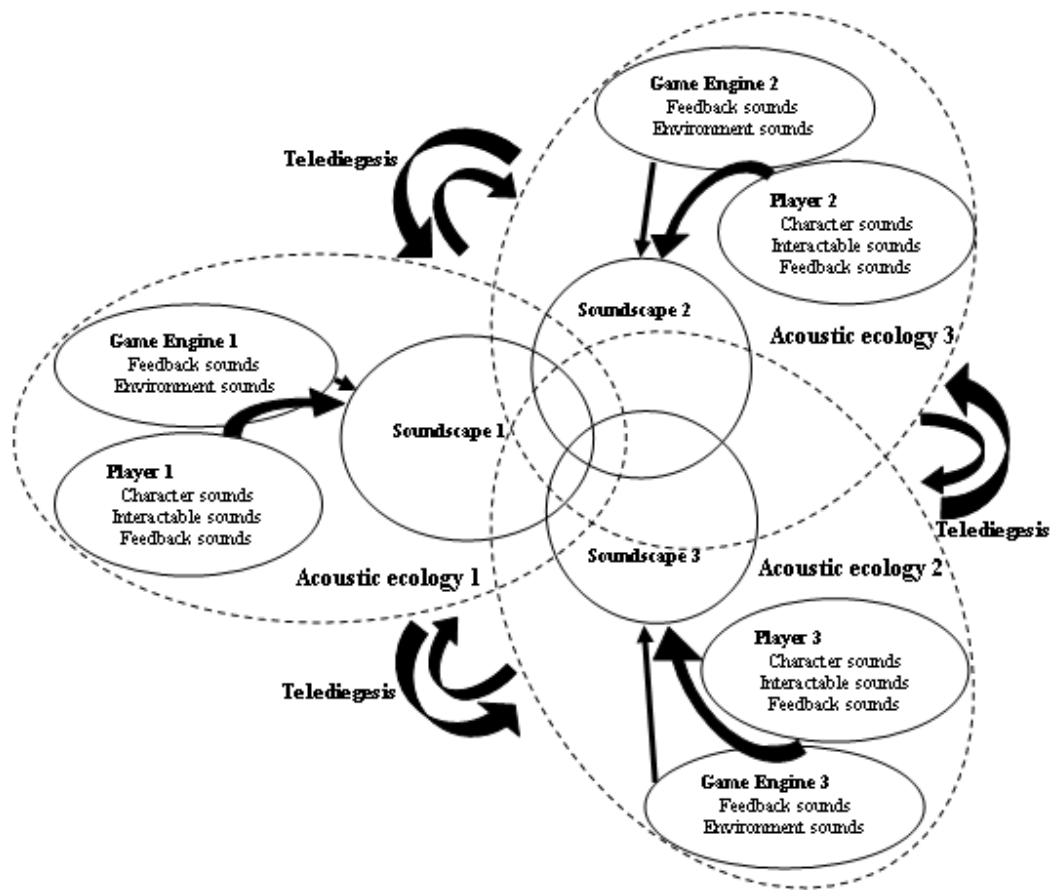 Game Engine 2
Feedback sounds
Environment sounds
Telediegesis
Player 2
Character sounds
Interactable sounds
Feedback sounds
Soundscape 2
Acoustic ecology 3
Game Engine 1
Feedback sounds
Environment sounds
Soundscape 1
Player 1
Character sounds
Interactable sounds
Feedback sounds
Acoustic ecology 1
Telediegesis
Soundscape 3
Acoustic ecology 2
Player 3
Character sounds
Interactable sounds
Feedback sounds
Telediegesis
Game Engine 3
Feedback sounds
Environment sounds